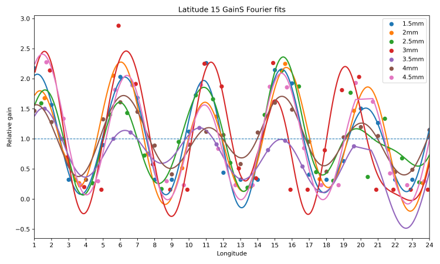 Latitude 15 GainS Fourier fits
3.0
2.5
2.0
1.5
1.0
0.5
0.0
−0.5
Relative gain
1.5mm
2mm
2.5mm
3mm
3.5mm
4mm
4.5mm
1 2 3 4 5 6 7 8 9 10 11 12 13 14 15 16 17 18 19 20 21 22 23 24
Longitude